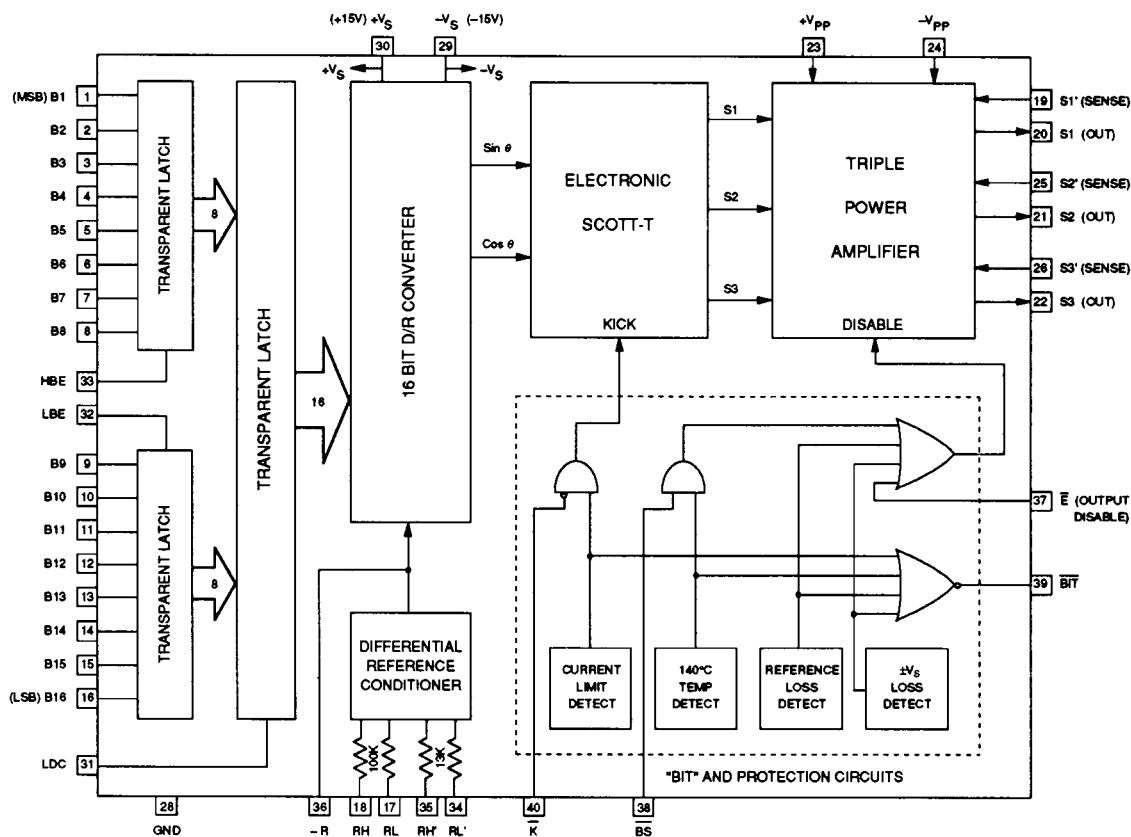 (+15V) +VS
–VS (–15V)
+VPP
–VPP
30
29
23
24
+VS
–VS
(MSB) B1 1
B2 2
B3 3
B4 4
B5 5
B6 6
B7 7
B8 8
HBE 33
LBE 32
B9 9
B10 10
B11 11
B12 12
B13 13
B14 14
B15 15
(LSB) B16 16
LDC 31
TRANSPARENT LATCH
8
TRANSPARENT LATCH
8
TRANSPARENT LATCH
16
16 BIT D/R CONVERTER
Sin θ
Cos θ
ELECTRONIC
SCOTT-T
KICK
S1
S2
S3
TRIPLE
POWER
AMPLIFIER
DISABLE
19 S1' (SENSE)
20 S1 (OUT)
25 S2' (SENSE)
21 S2 (OUT)
26 S3' (SENSE)
22 S3 (OUT)
37 E̅ (OUTPUT
DISABLE)
39 B̅I̅T̅
DIFFERENTIAL
REFERENCE
CONDITIONER
100K
13K
CURRENT
LIMIT
DETECT
140°C
TEMP
DETECT
REFERENCE
LOSS
DETECT
±VS
LOSS
DETECT
"BIT" AND PROTECTION CIRCUITS
28
GND
36
–R
18
RH
17
RL
35
RH'
34
RL'
40
K̅
38
B̅S̅